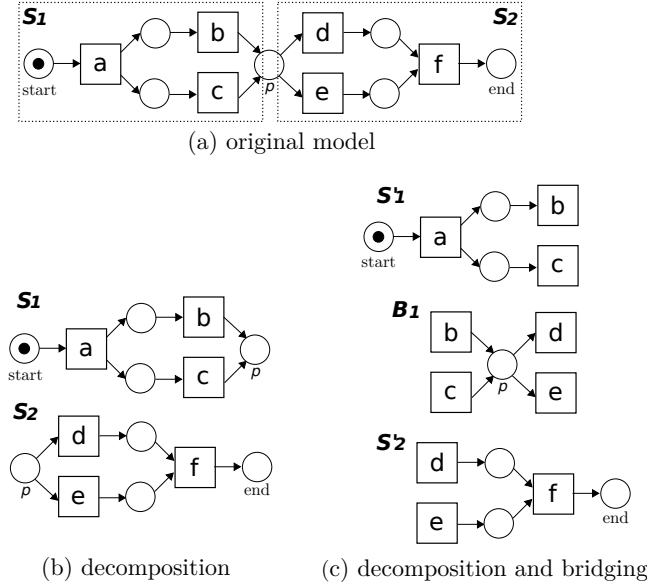 S1 S2
a b c p d e f
start end
(a) original model
S1
a b c p
start
S2
p d e f
end
(b) decomposition
S'1
a b c
start
B1
b c p d e
S'2
d e f
end
(c) decomposition and bridging